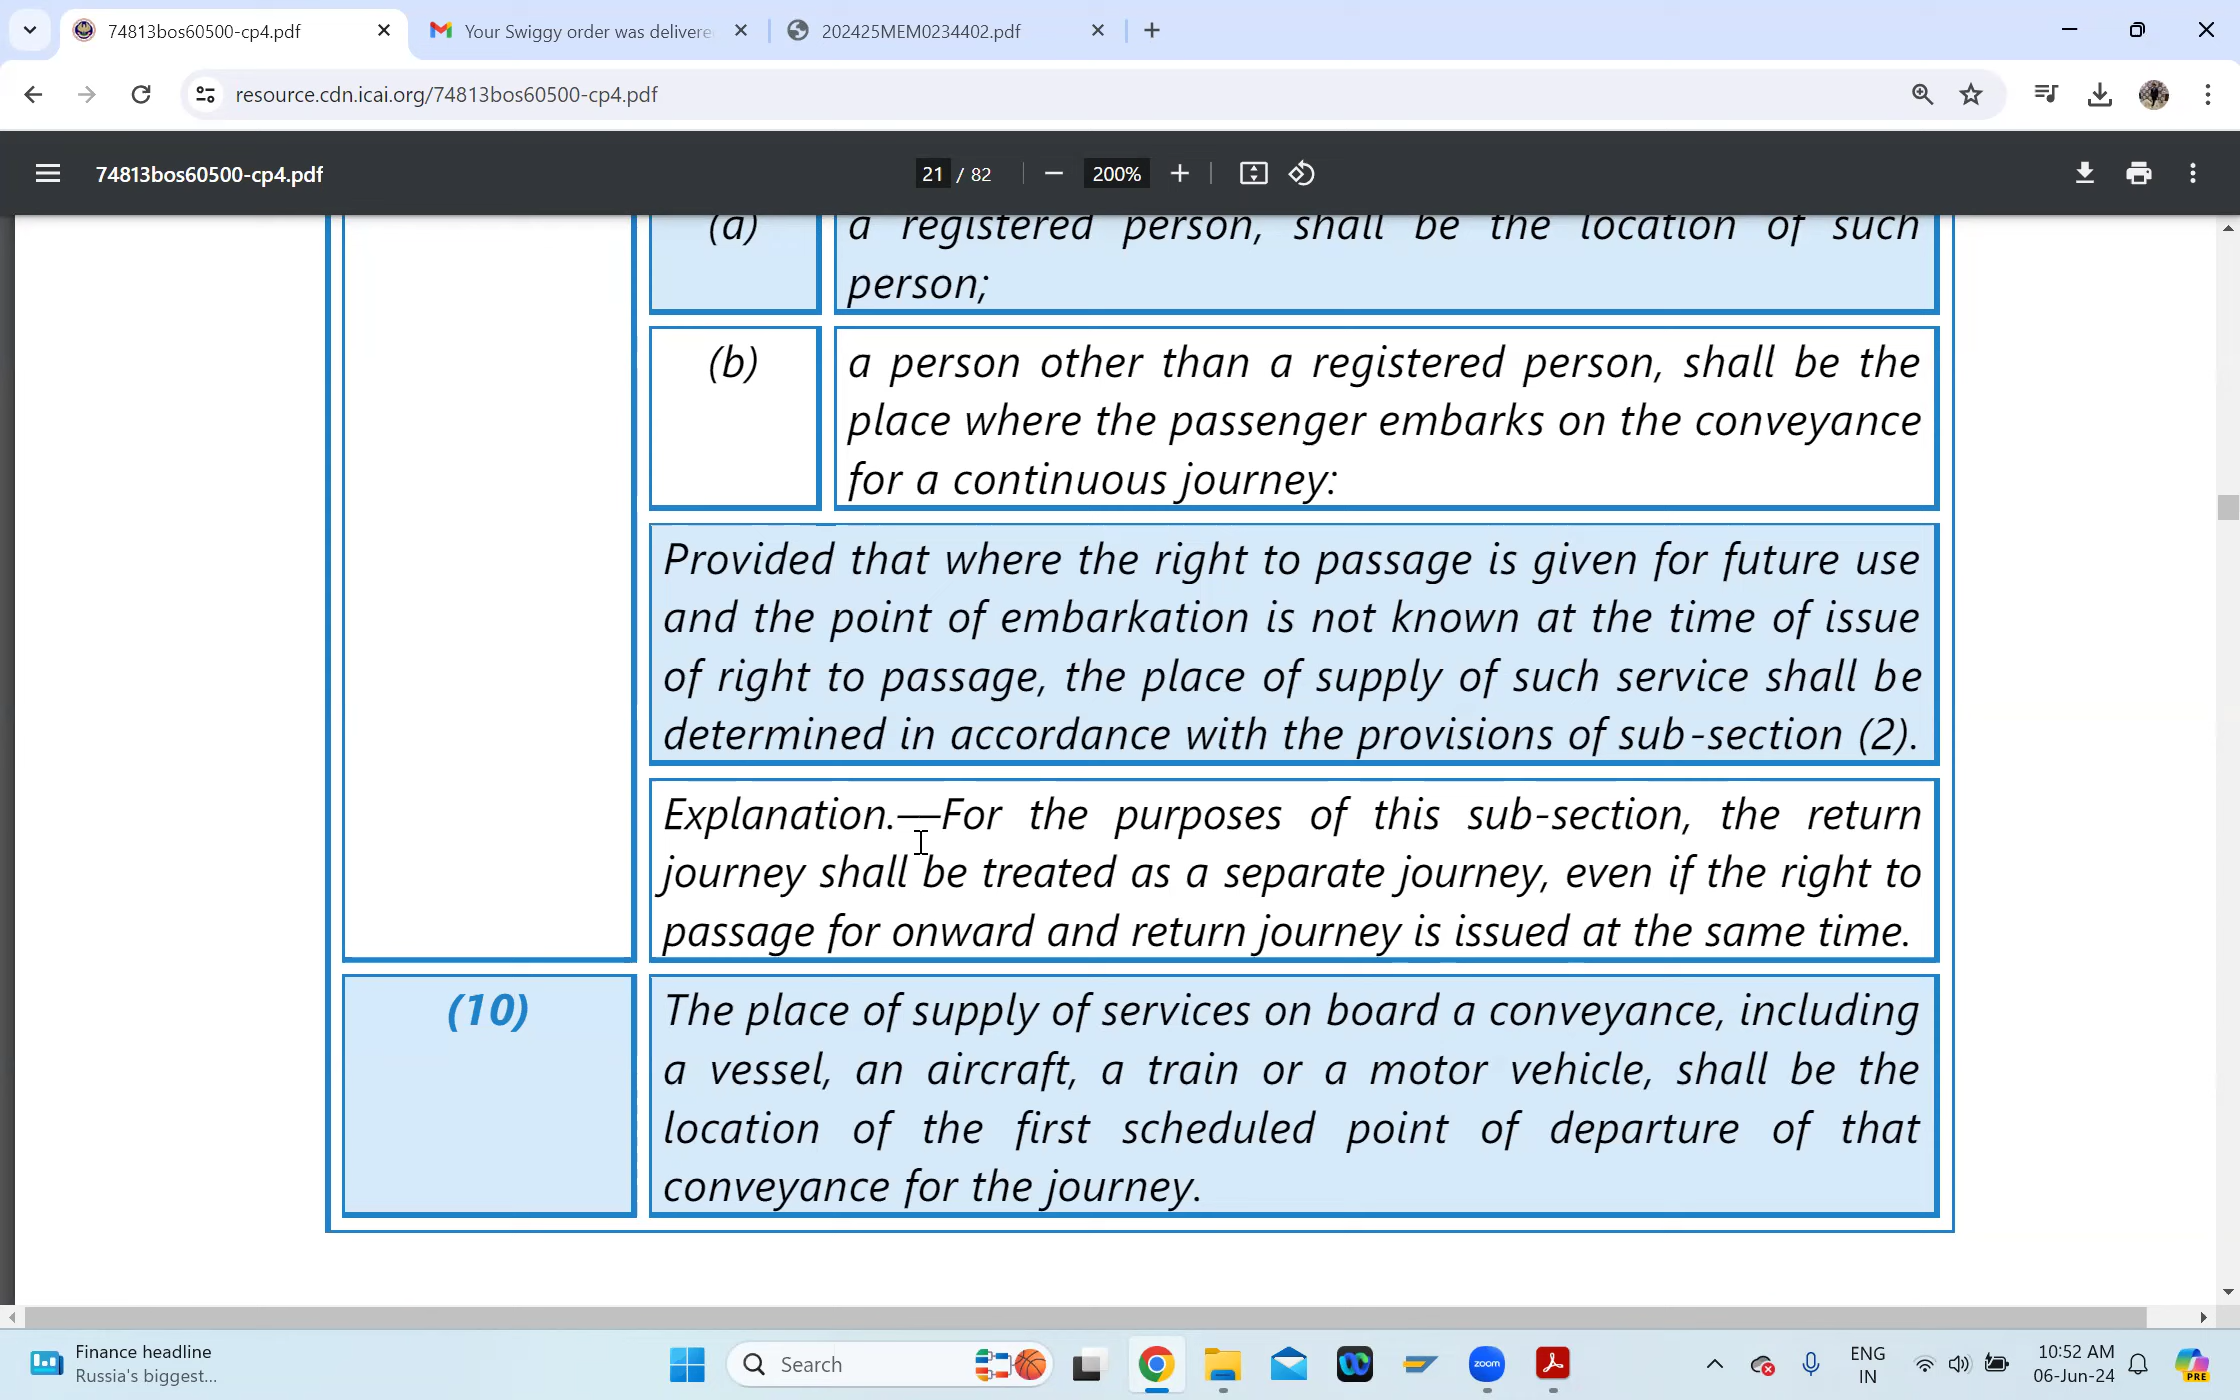 74813bos60500-cp4.pdf
Your Swiggy order was delivere
202425MEM0234402.pdf
resource.cdn.icai.org/74813bos60500-cp4.pdf
74813bos60500-cp4.pdf
21 / 82
200%
(a)
a registered person, shall be the location of such
person;
(b)
a person other than a registered person, shall be the
place where the passenger embarks on the conveyance
for a continuous journey:
Provided that where the right to passage is given for future use
and the point of embarkation is not known at the time of issue
of right to passage, the place of supply of such service shall be
determined in accordance with the provisions of sub-section (2).
Explanation.—For the purposes of this sub-section, the return
journey shall be treated as a separate journey, even if the right to
passage for onward and return journey is issued at the same time.
(10)
The place of supply of services on board a conveyance, including
a vessel, an aircraft, a train or a motor vehicle, shall be the
location of the first scheduled point of departure of that
conveyance for the journey.
Finance headline
Russia's biggest...
Search
zoom
ENG
IN
10:52 AM
06-Jun-24
PRE